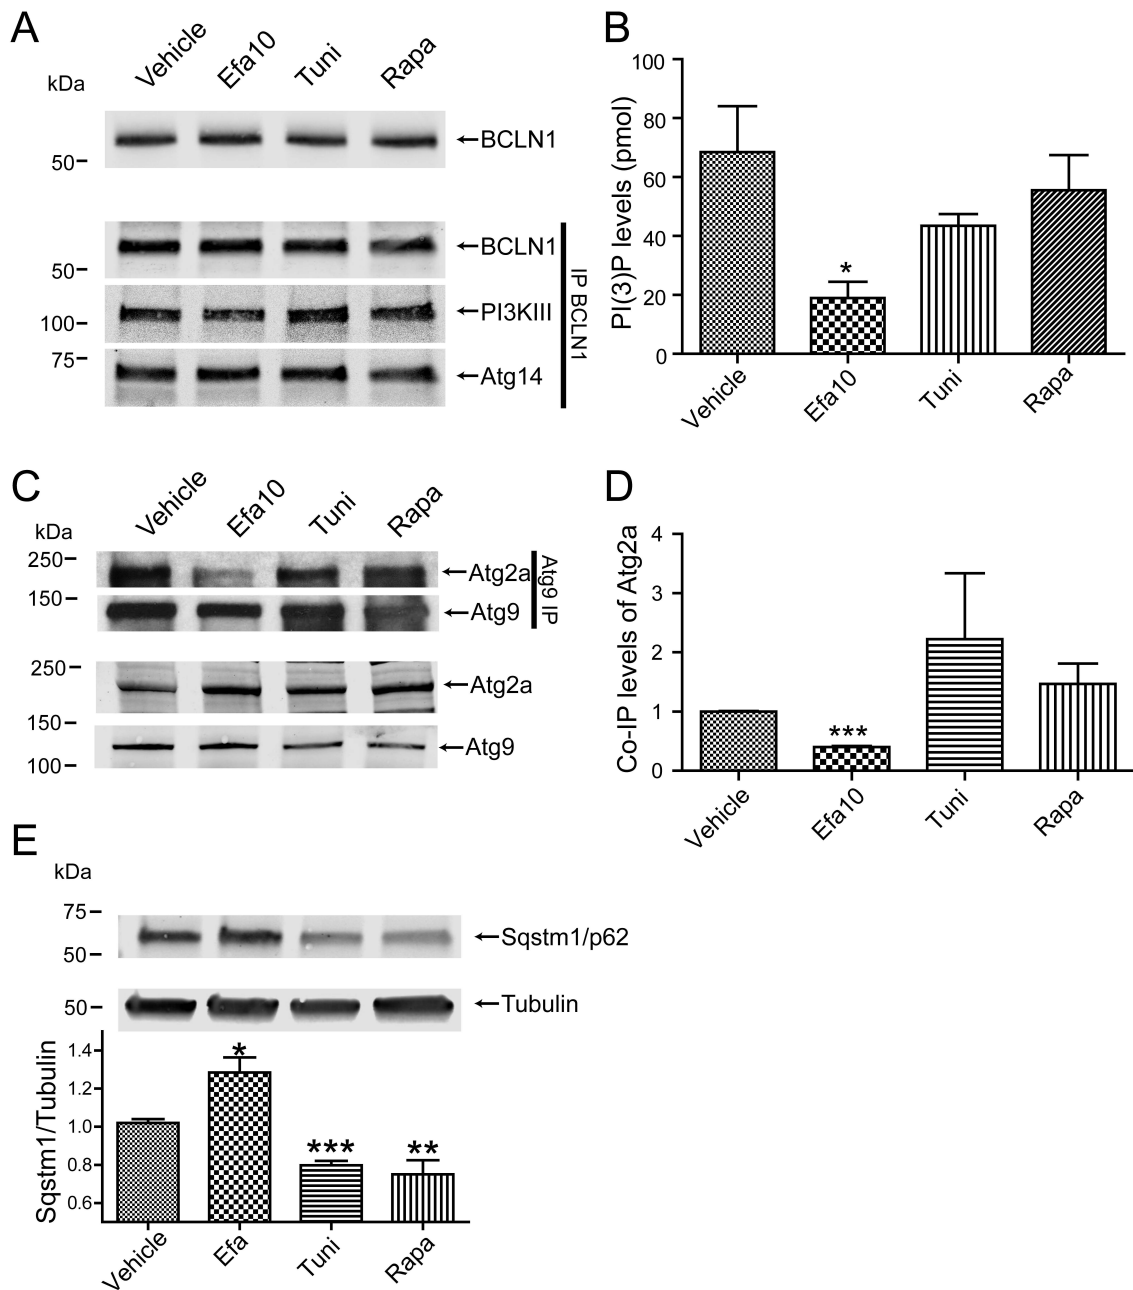 A
Vehicle
Efa10
Tuni
Rapa
kDa
←BCLN1
50
←BCLN1
50
←PI3KIII
100
75
←Atg14
IP BCLN1
B
PI(3)P levels (pmol)
100
80
60
40
20
0
*
Vehicle
Efa10
Tuni
Rapa
C
Vehicle
Efa10
Tuni
Rapa
kDa
250
←Atg2a
150
←Atg9
Atg9 IP
250
←Atg2a
150
←Atg9
100
D
Co-IP levels of Atg2a
4
3
2
1
0
***
Vehicle
Efa10
Tuni
Rapa
E
kDa
75
←Sqstm1/p62
50
50
←Tubulin
Sqstm1/Tubulin
1.4
1.2
1.0
0.8
0.6
*
***
**
Vehicle
Efa
Tuni
Rapa